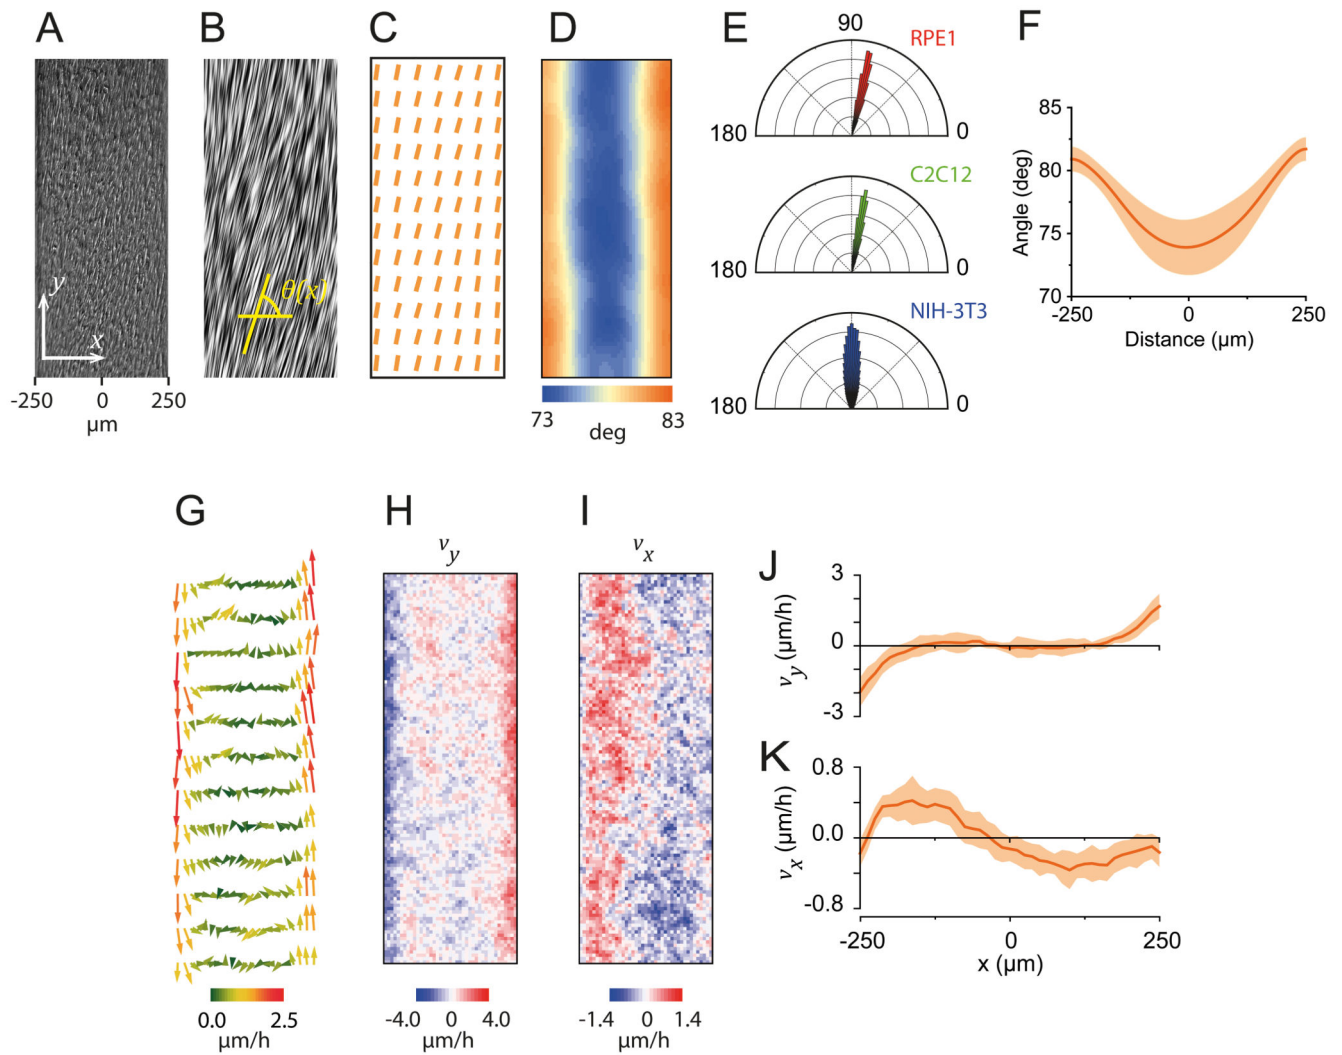 A
B
C
D
E
F
y
x
-250
0
250
µm
θ(x)
73
83
deg
90
RPE1
180
0
C2C12
180
0
NIH-3T3
180
0
85
80
75
70
Angle (deg)
-250
0
250
Distance (µm)
G
H
I
J
K
v_y
v_x
0.0
2.5
µm/h
-4.0
0
4.0
µm/h
-1.4
0
1.4
µm/h
3
0
-3
v_y (µm/h)
0.8
0.0
-0.8
v_x (µm/h)
-250
0
250
x (µm)